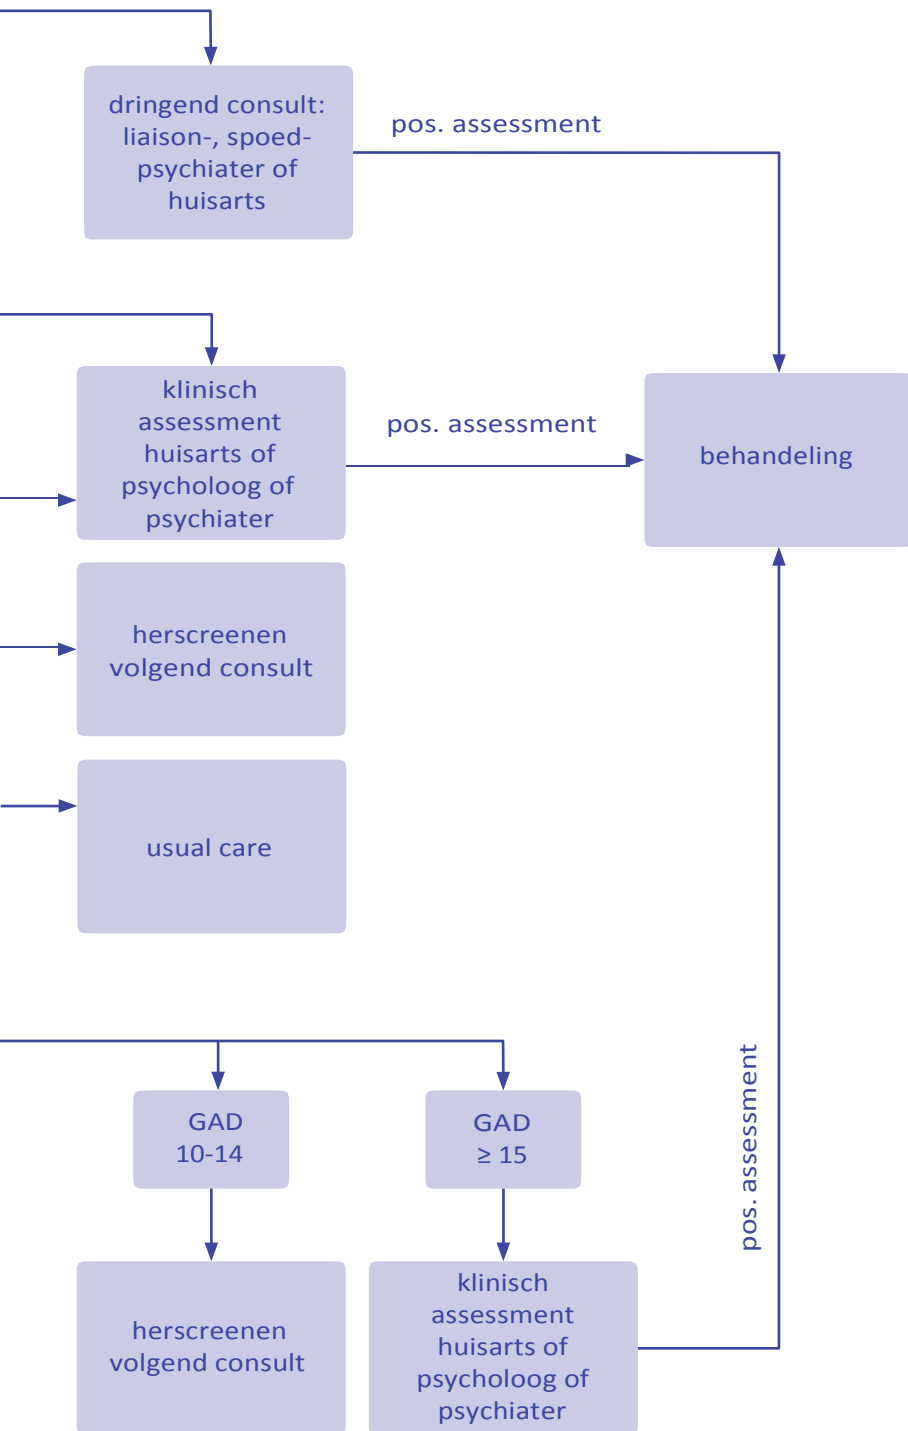 dringend consult:
liaison-, spoed-
psychiater of
huisarts
pos. assessment
klinisch
assessment
huisarts of
psycholoog of
psychiater
pos. assessment
behandeling
herscreenen
volgend consult
usual care
GAD
10-14
GAD
≥ 15
pos. assessment
herscreenen
volgend consult
klinisch
assessment
huisarts of
psycholoog of
psychiater